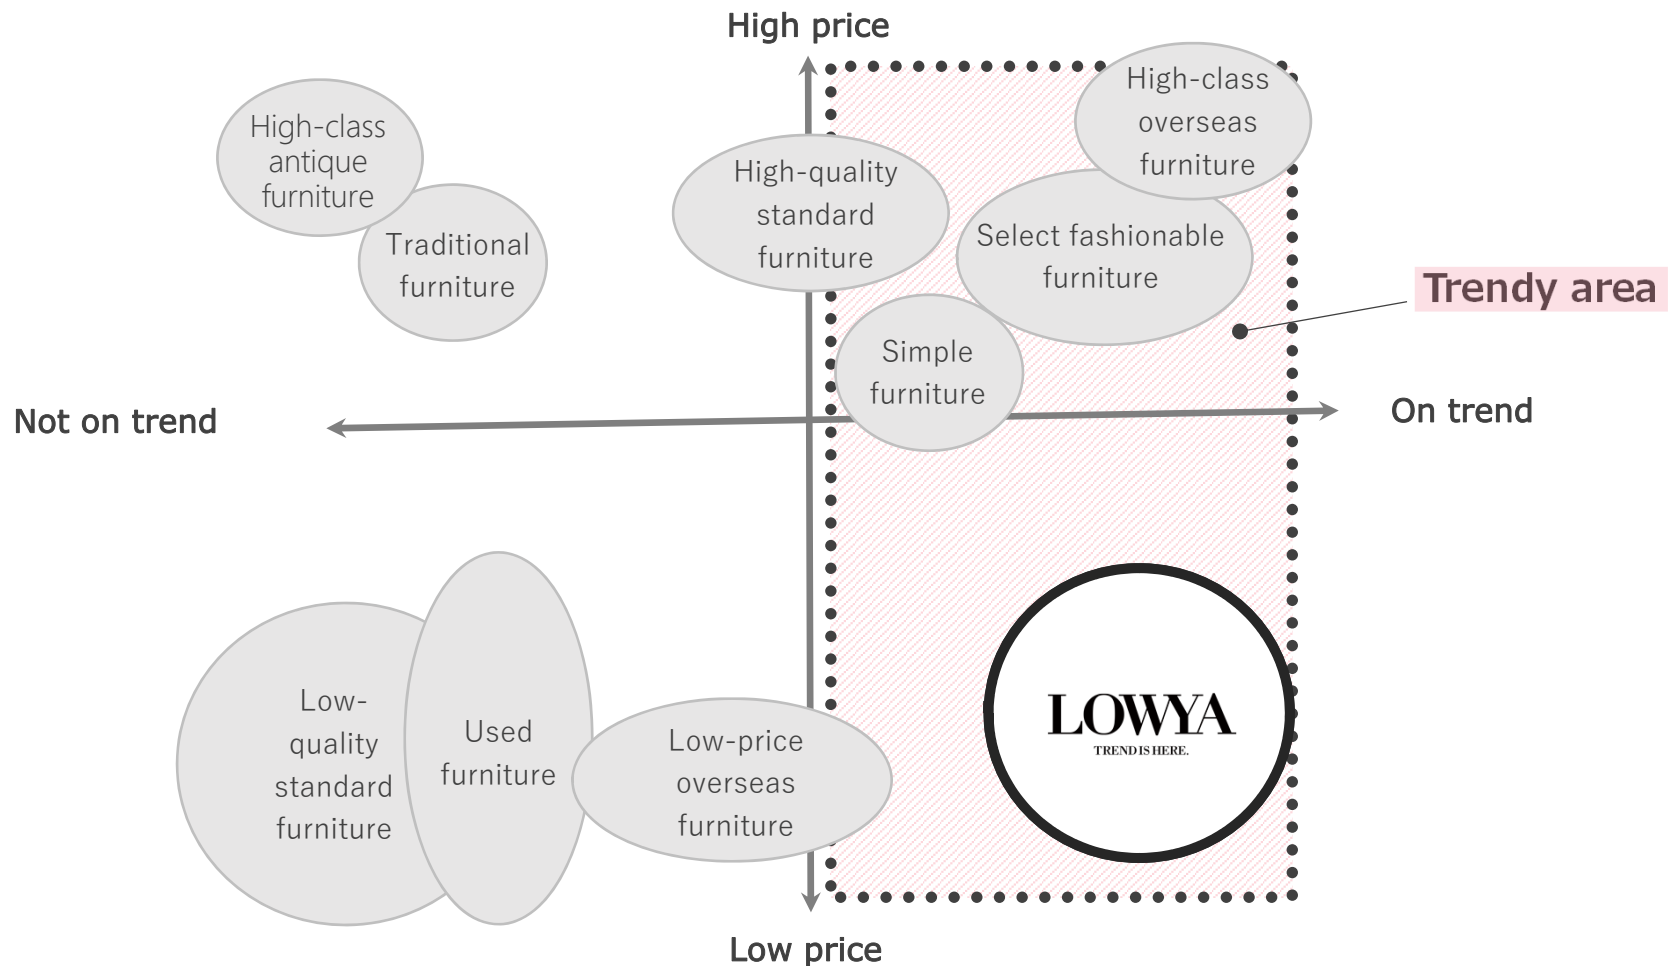 High price
High-class
antique
furniture
Traditional
furniture
High-quality
standard
furniture
High-class
overseas
furniture
Select fashionable
furniture
Simple
furniture
Trendy area
Not on trend
On trend
Low-
quality
standard
furniture
Used
furniture
Low-price
overseas
furniture
LOWYA
TREND IS HERE.
Low price